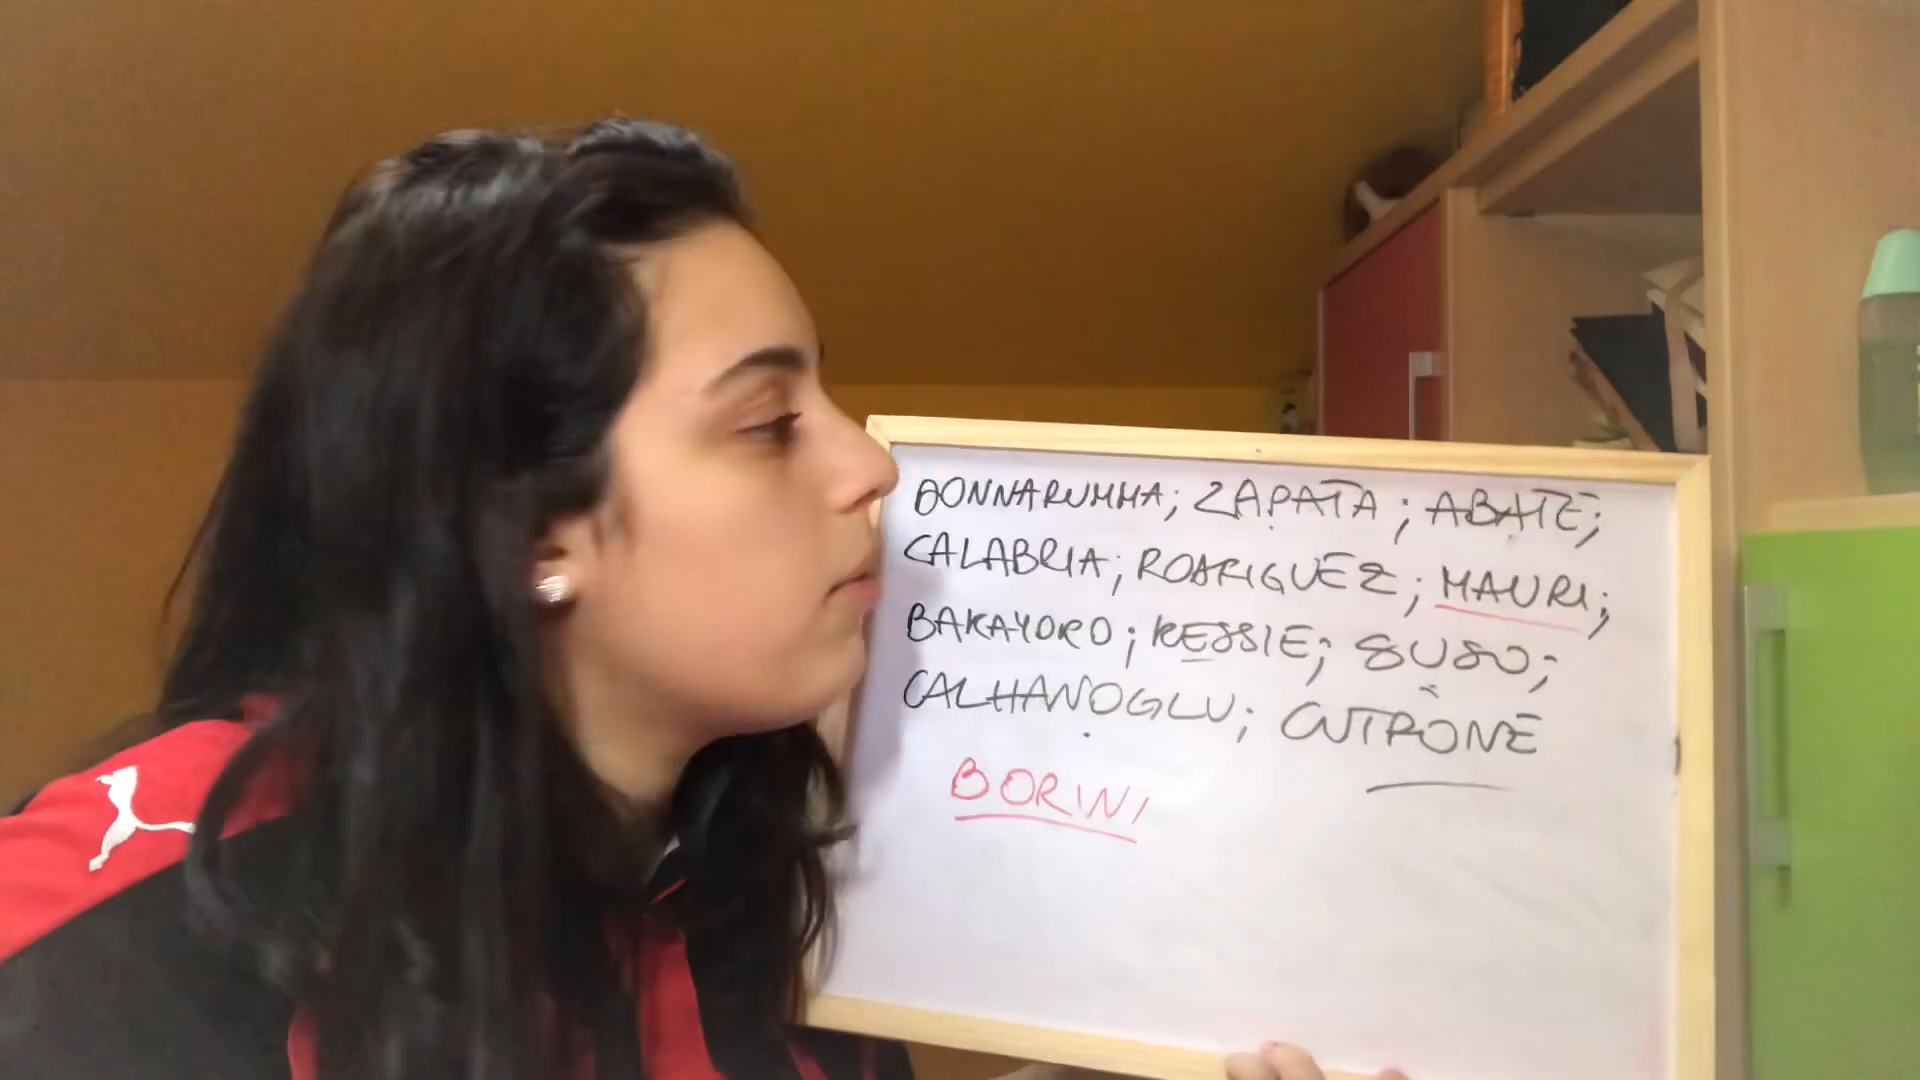 DONNARUMMA; ZAPATA; ABATE;
CALABRIA; RODRIGUEZ; MAURI;
BAKAYOKO; KESSIE; SUSO;
CALHANOGLU; CUTRONE
BORINI